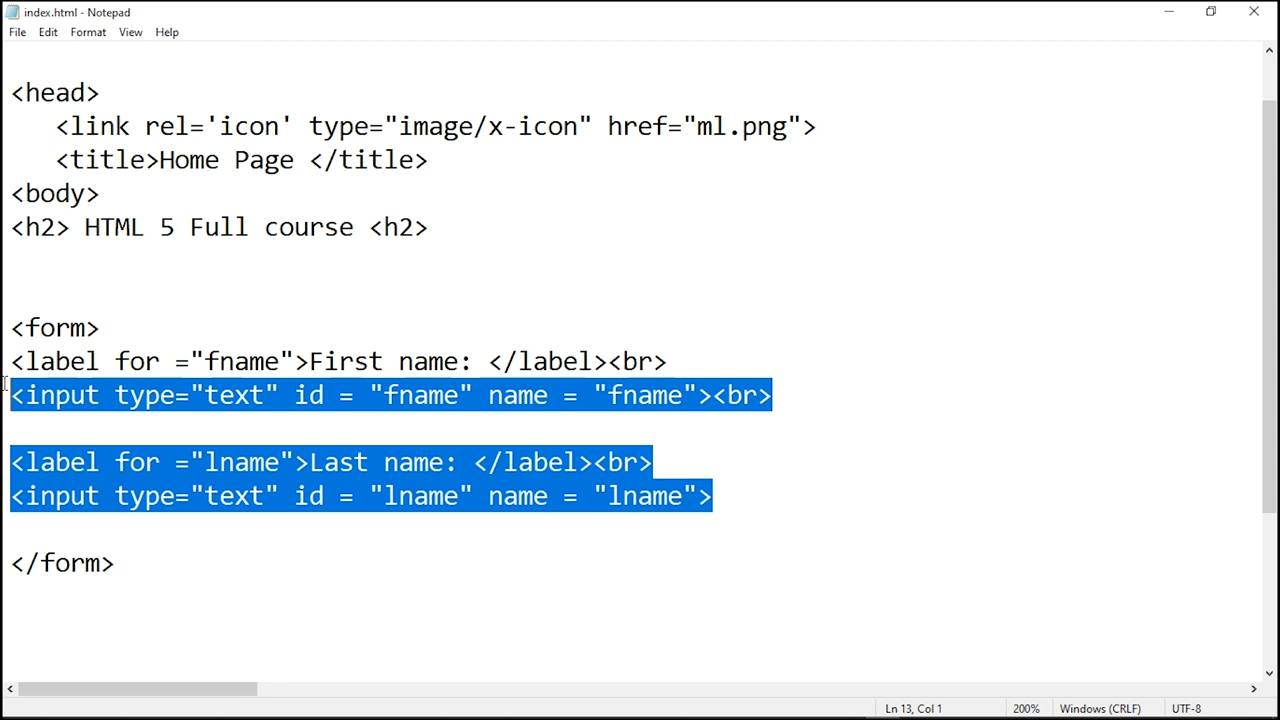 index.html - Notepad
File Edit Format View Help
<head>
<link rel='icon' type="image/x-icon" href="ml.png">
<title>Home Page </title>
<body>
<h2> HTML 5 Full course <h2>
<form>
<label for ="fname">First name: </label><br>
<input type="text" id = "fname" name = "fname"><br>
<label for ="lname">Last name: </label><br>
<input type="text" id = "lname" name = "lname">
</form>
Ln 13, Col 1 200% Windows (CRLF) UTF-8